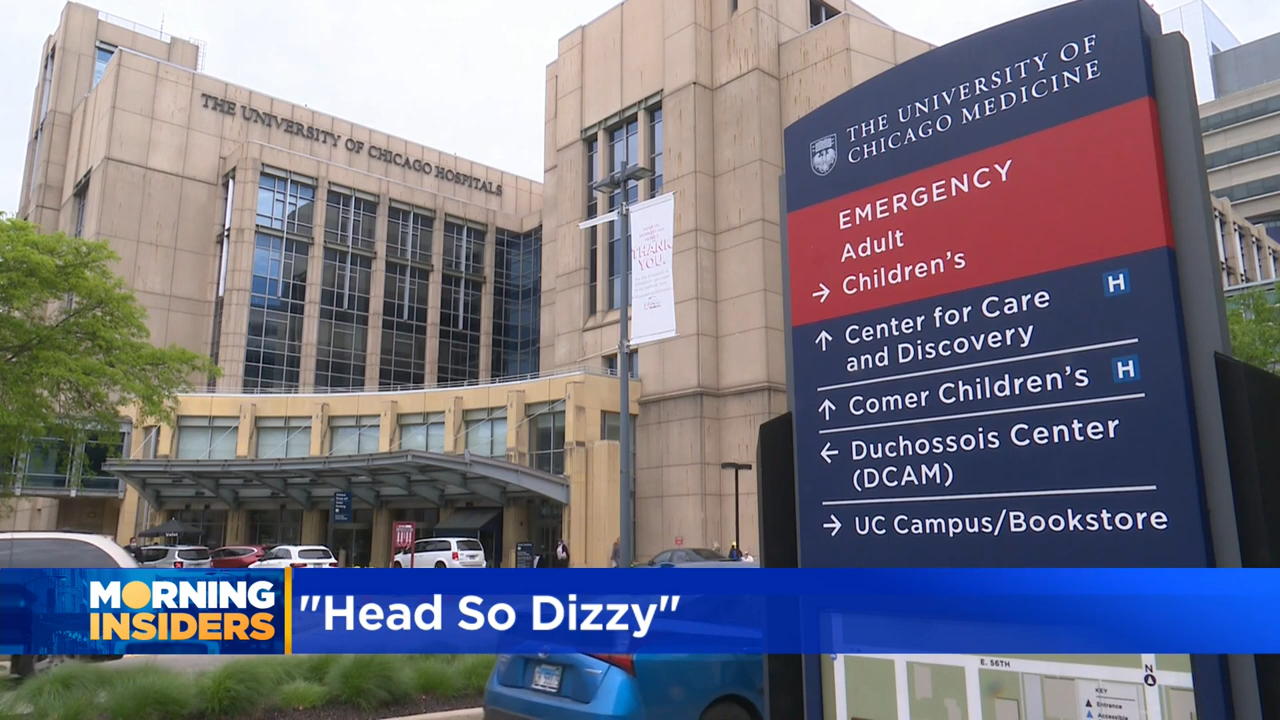 THE UNIVERSITY OF CHICAGO HOSPITALS
THANK
YOU.
THE UNIVERSITY OF
CHICAGO MEDICINE
EMERGENCY
Adult
→ Children's
↑ Center for Care H
and Discovery
↑ Comer Children's H
← Duchossois Center
(DCAM)
→ UC Campus/Bookstore
MORNING
INSIDERS
"Head So Dizzy"
E. 56TH
N
KEY
Entrance
Accessible